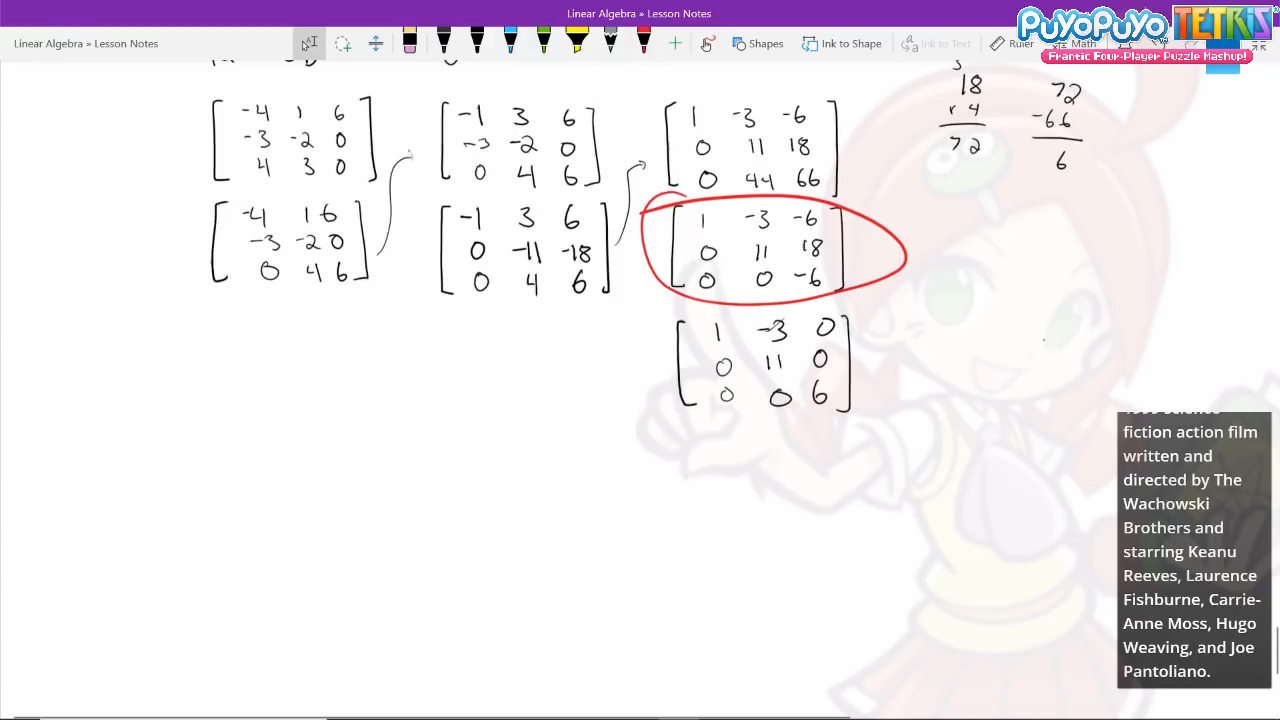 Linear Algebra » Lesson Notes
Linear Algebra » Lesson Notes
Shapes
Ink to Shape
Ink to Text
Ruler
Math
PuyoPuyo TETRIS
Frantic Four-Player Puzzle Mashup!
-4 1 6
-3 -2 0
4 3 0
-4 1 6
-3 -2 0
0 4 6
-1 3 6
-3 -2 0
0 4 6
-1 3 6
0 -11 -18
0 4 6
1 -3 -6
0 11 18
0 44 66
1 -3 -6
0 11 18
0 0 -6
1 -3 0
0 11 0
0 0 6
3
18
x 4
72
72
-66
6
fiction action film
written and
directed by The
Wachowski
Brothers and
starring Keanu
Reeves, Laurence
Fishburne, Carrie-
Anne Moss, Hugo
Weaving, and Joe
Pantoliano.